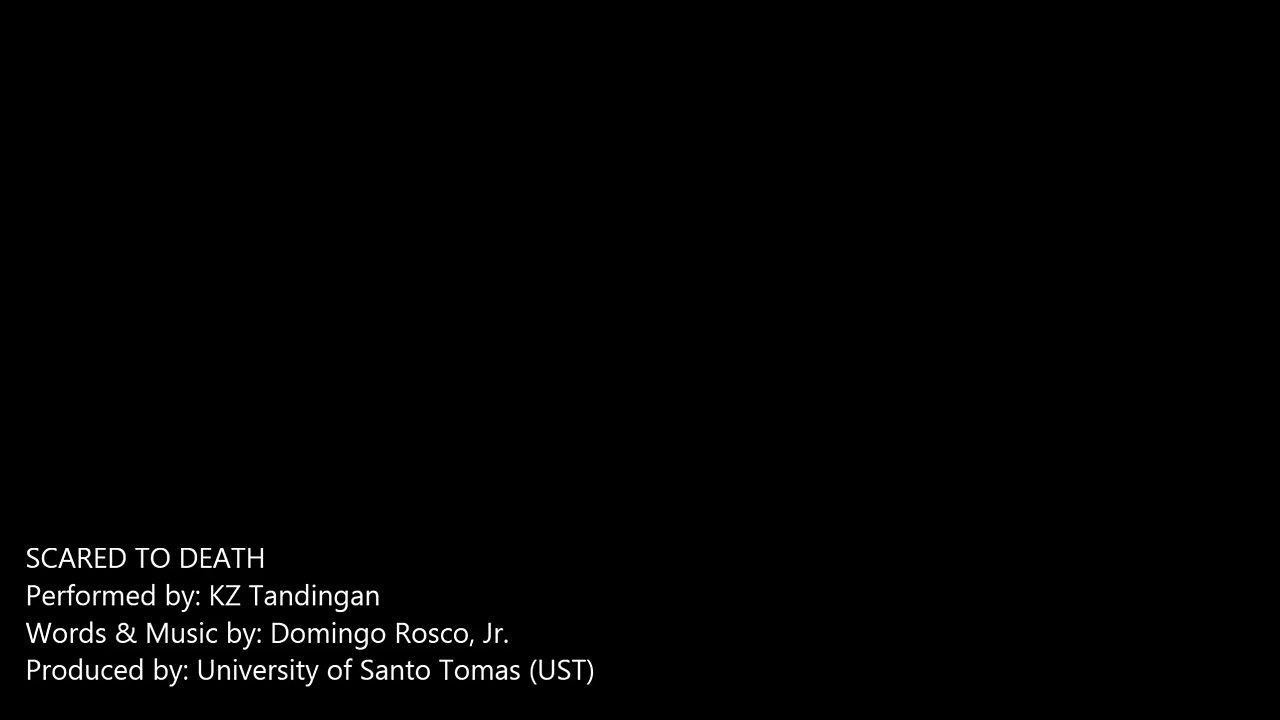 SCARED TO DEATH
Performed by: KZ Tandingan
Words & Music by: Domingo Rosco, Jr.
Produced by: University of Santo Tomas (UST)